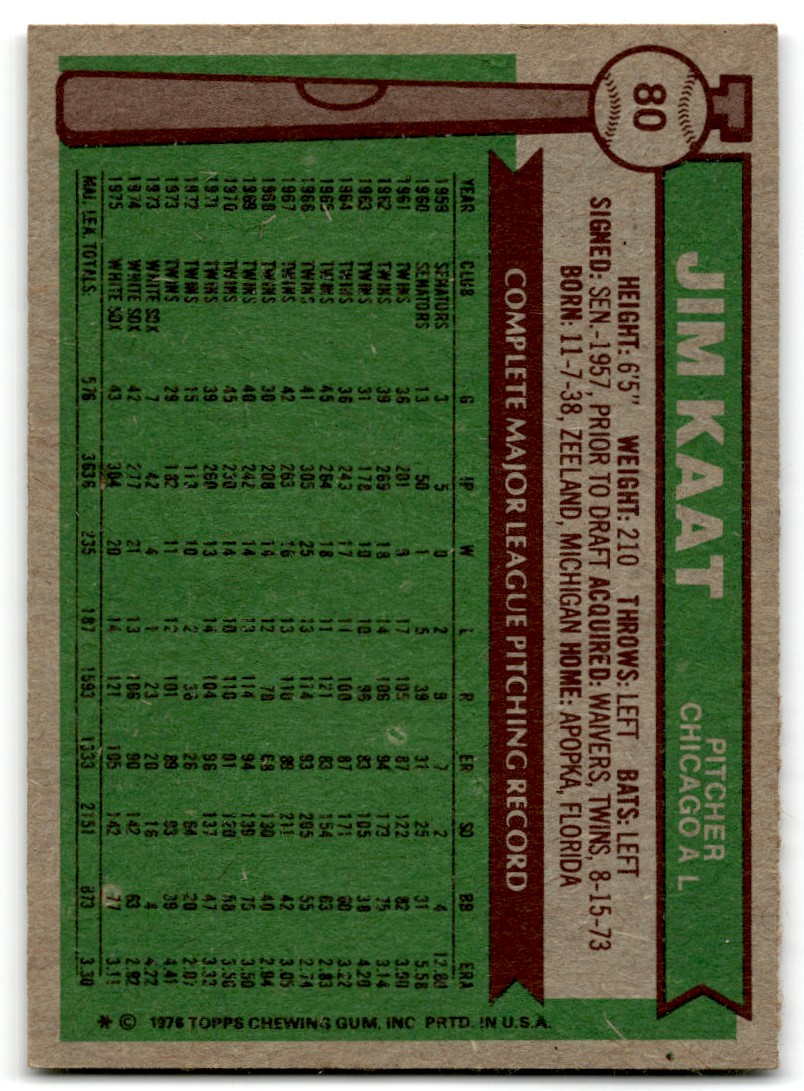 80
JIM KAAT
PITCHER
CHICAGO A L
HEIGHT: 6'5" WEIGHT: 210 THROWS: LEFT BATS: LEFT
SIGNED: SEN.-1957, PRIOR TO DRAFT ACQUIRED: WAIVERS, TWINS, 8-15-73
BORN: 11-7-38, ZEELAND, MICHIGAN HOME: APOPKA, FLORIDA
COMPLETE MAJOR LEAGUE PITCHING RECORD
YEAR CLUB G IP W L R ER SO BB ERA
1959 SENATORS 3 5 0 2 9 7 2 4 12.60
1960 SENATORS 13 50 1 5 39 31 25 31 5.58
1961 TWINS 36 201 9 17 105 87 122 82 3.90
1962 TWINS 39 269 18 14 106 94 173 75 3.14
1963 TWINS 31 178 10 10 96 83 105 38 4.20
1964 TWINS 36 243 17 11 100 87 171 60 3.22
1965 TWINS 45 264 18 11 121 83 154 63 2.83
1966 TWINS 41 305 25 13 114 93 205 55 2.74
1967 TWINS 42 263 16 13 110 89 211 42 3.05
1968 TWINS 30 208 14 12 78 68 130 40 2.94
1969 TWINS 40 242 14 13 114 94 139 75 3.50
1970 TWINS 45 230 14 10 110 91 120 58 3.56
1971 TWINS 39 260 13 14 104 96 137 47 3.32
1972 TWINS 15 113 10 2 36 26 64 20 2.07
1973 TWINS 29 182 11 12 101 89 93 39 4.41
1973 WHITE SOX 7 42 4 1 23 20 16 4 4.22
1974 WHITE SOX 42 277 21 13 106 90 142 63 2.92
1975 WHITE SOX 43 304 20 14 121 105 142 77 3.11
MAJ. LEA. TOTALS. 576 3636 235 187 1593 1333 2151 873 3.30
* © 1976 TOPPS CHEWING GUM, INC PRTD. IN U.S.A.